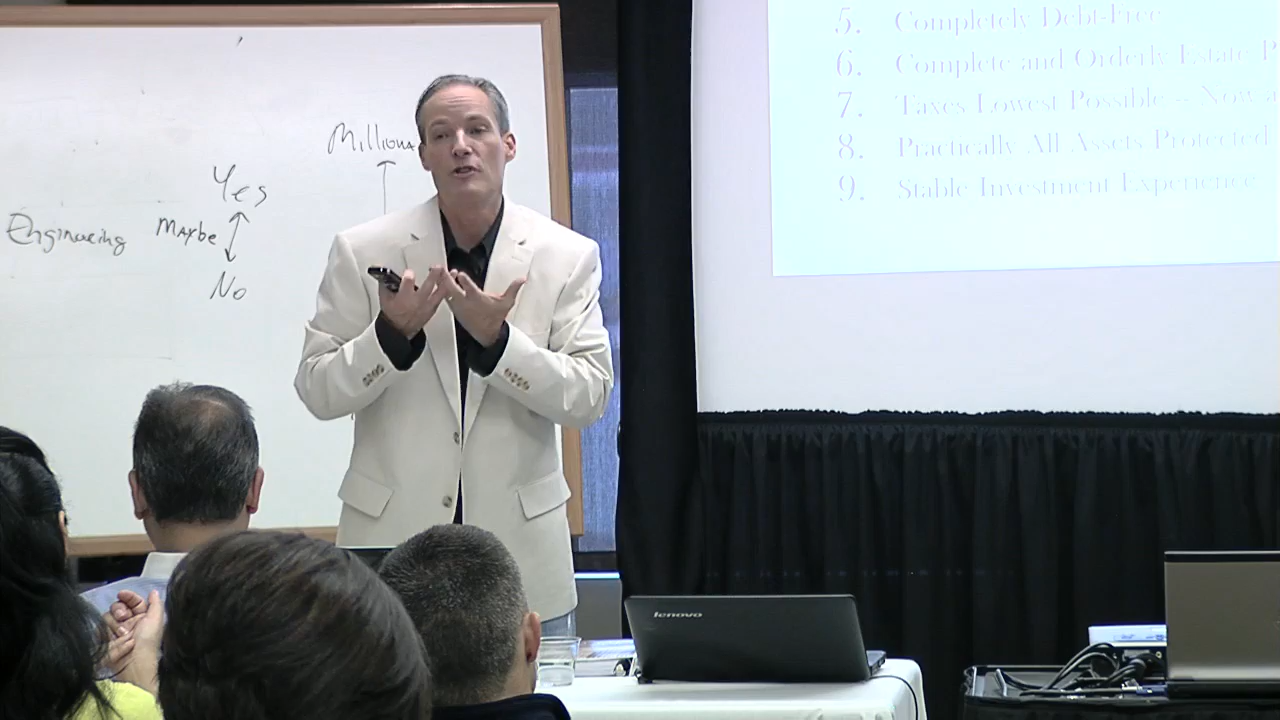 Engineering
Maybe
Yes
No
5. Completely Debt-Free
6. Complete and Orderly Estate
7. Taxes Lowest Possible – Now
8. Practically All Assets Protected
9. Stable Investment Experience
lenovo